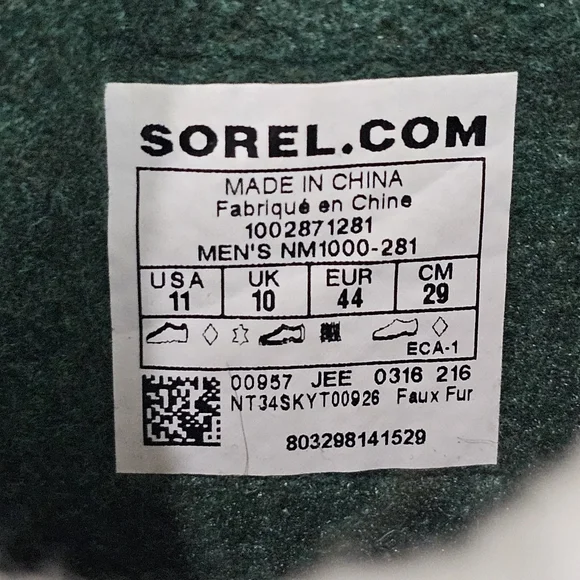 SOREL.COM
MADE IN CHINA
Fabriqué en Chine
1002871281
MEN'S NM1000-281
USA UK EUR CM
11 10 44 29
ECA-1
00957 JEE 0316 216
NT34SKYT00926 Faux Fur
803298141529